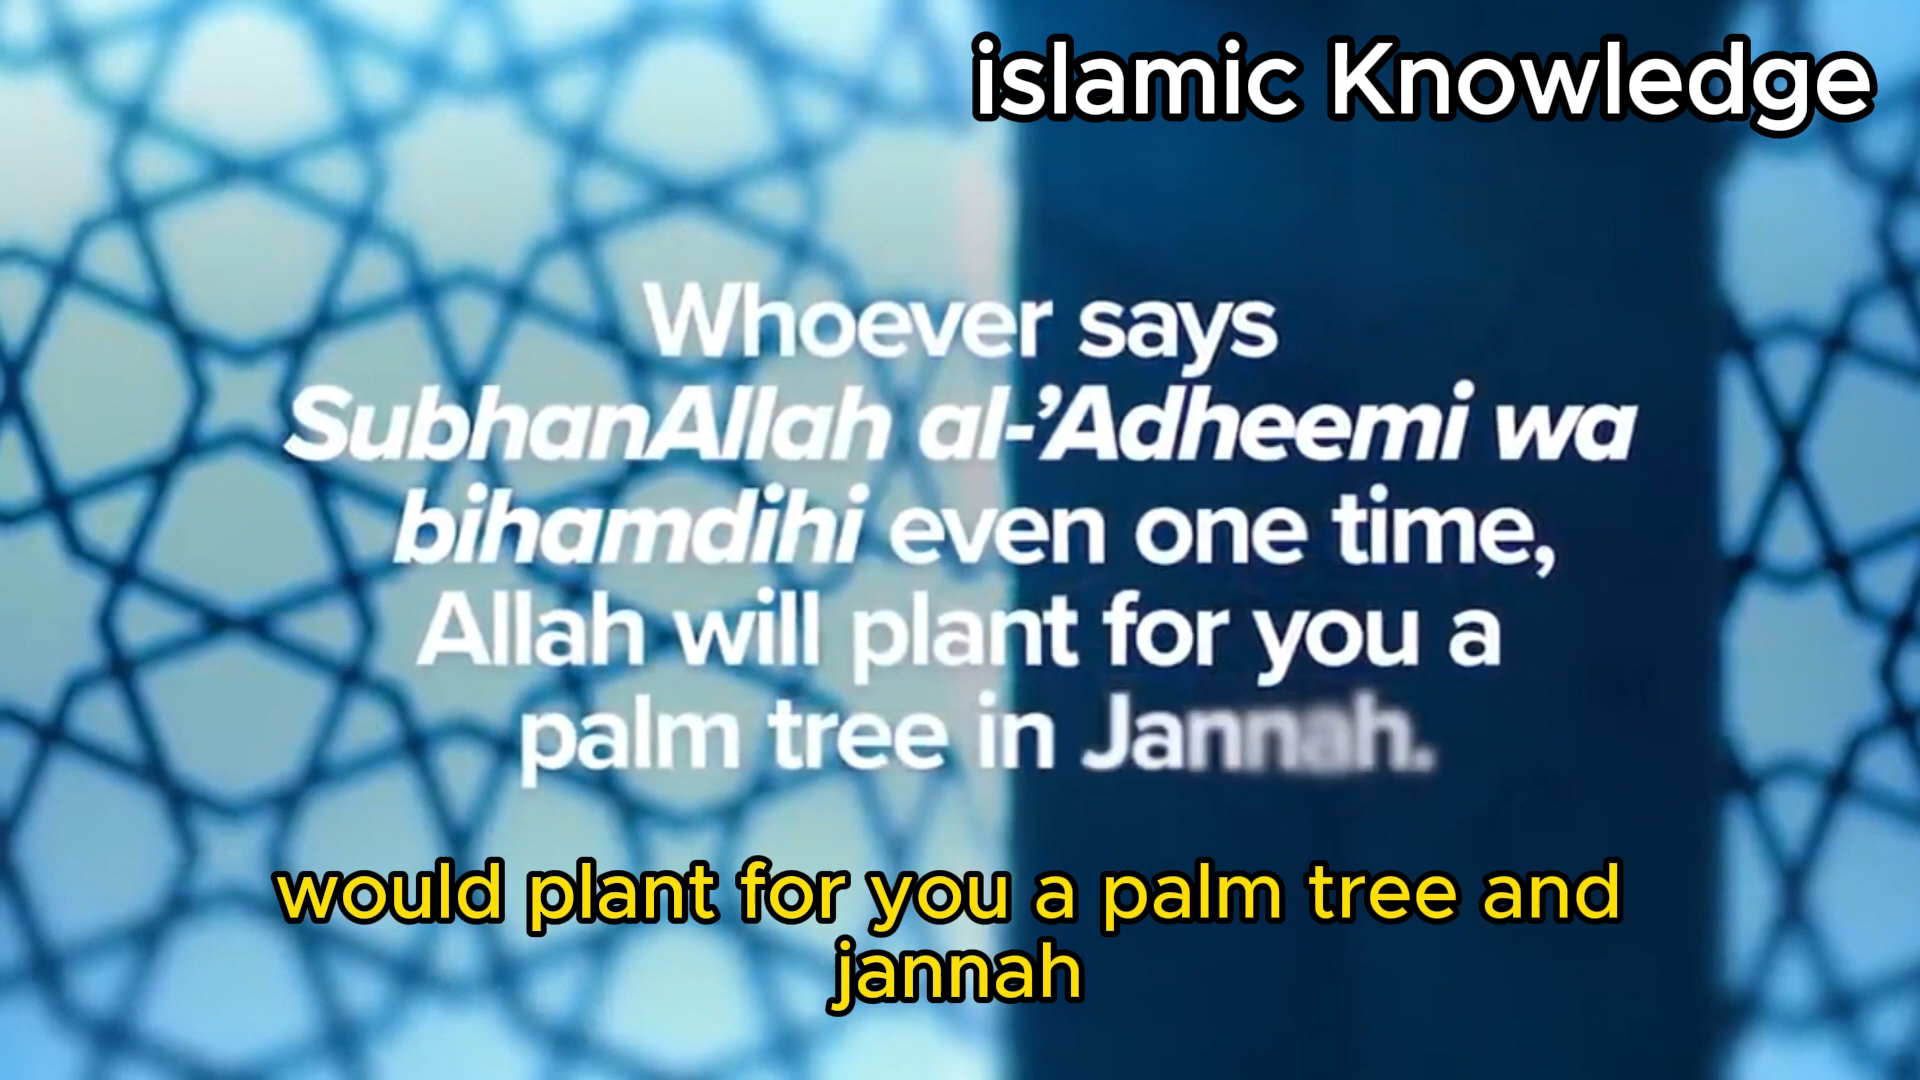 islamic Knowledge
Whoever says
SubhanAllah al-’Adheemi wa
bihamdihi even one time,
Allah will plant for you a
palm tree in Jannah.
would plant for you a palm tree and
jannah